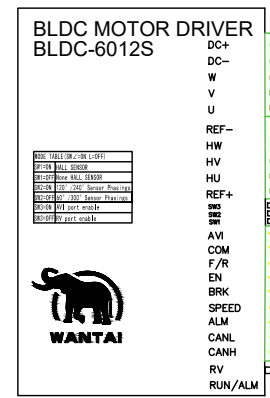 BLDC MOTOR DRIVER
BLDC-6012S
DC+
DC-
W
V
U
REF-
HW
HV
HU
REF+
SW3
SW2
SW1
AVI
COM
F/R
EN
BRK
SPEED
ALM
CANL
CANH
RV
RUN/ALM
MODE TABLE(SW∠=ON L=OFF)
SW1=ON HALL SENSOR
SW1=OFF None HALL SENSOR
SW2=ON 120° /240° Sensor Phasings
SW2=OFF 60° /300° Sensor Phasings
SW3=ON AVI port enable
SW3=OFF RV port enable
WANTAI